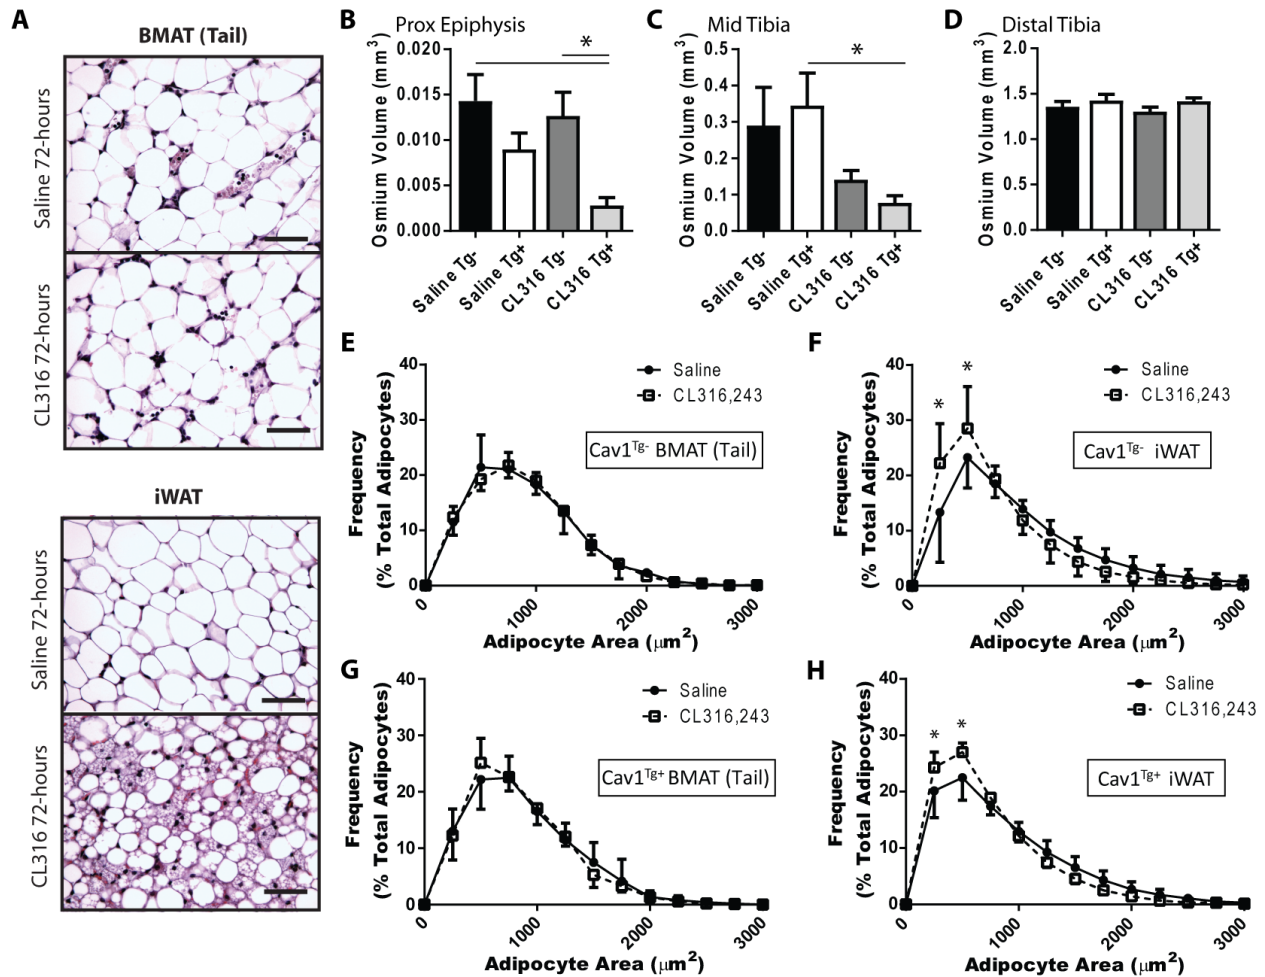 A
BMAT (Tail)
Saline 72-hours
CL316 72-hours
iWAT
Saline 72-hours
CL316 72-hours
B
Prox Epiphysis
Osmium Volume (mm³)
0.020
0.015
0.010
0.005
0.000
*
Saline Tg-
Saline Tg+
CL316 Tg-
CL316 Tg+
C
Mid Tibia
Osmium Volume (mm³)
0.5
0.4
0.3
0.2
0.1
0.0
*
Saline Tg-
Saline Tg+
CL316 Tg-
CL316 Tg+
D
Distal Tibia
Osmium Volume (mm³)
2.0
1.5
1.0
0.5
0.0
Saline Tg-
Saline Tg+
CL316 Tg-
CL316 Tg+
E
Frequency
(% Total Adipocytes)
40
30
20
10
0
Saline
CL316,243
Cav1ᵀᵍ⁻ BMAT (Tail)
0
1000
2000
3000
Adipocyte Area (μm²)
F
Frequency
(% Total Adipocytes)
40
30
20
10
0
*
*
Saline
CL316,243
Cav1ᵀᵍ⁻ iWAT
0
1000
2000
3000
Adipocyte Area (μm²)
G
Frequency
(% Total Adipocytes)
40
30
20
10
0
Saline
CL316,243
Cav1ᵀᵍ⁺ BMAT (Tail)
0
1000
2000
3000
Adipocyte Area (μm²)
H
Frequency
(% Total Adipocytes)
40
30
20
10
0
*
*
Saline
CL316,243
Cav1ᵀᵍ⁺ iWAT
0
1000
2000
3000
Adipocyte Area (μm²)